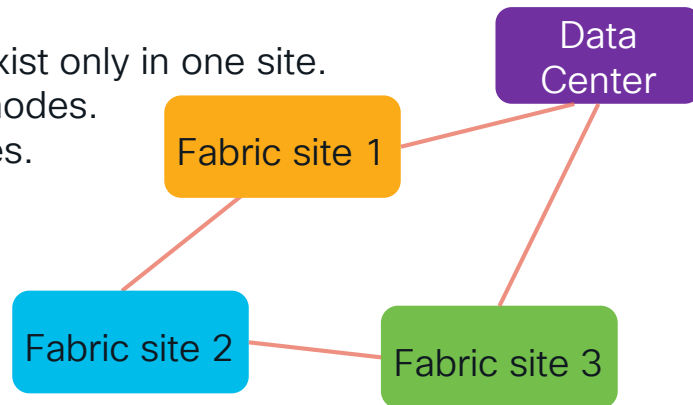 xist only in one site.
nodes.
es.
Data
Center
Fabric site 1
Fabric site 2
Fabric site 3